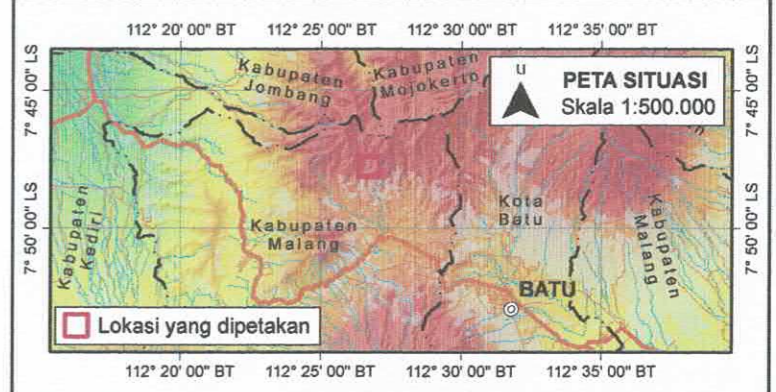 112° 20' 00" BT 112° 25' 00" BT 112° 30' 00" BT 112° 35' 00" BT
7° 45' 00" LS
7° 50' 00" LS
Kabupaten
Jombang
Kabupaten
Mojokerto
U
PETA SITUASI
Skala 1:500.000
7° 45' 00" LS
7° 50' 00" LS
Kabupaten
Kediri
Kabupaten
Malang
Kota
Batu
Kabupaten
Malang
BATU
Lokasi yang dipetakan
112° 20' 00" BT 112° 25' 00" BT 112° 30' 00" BT 112° 35' 00" BT